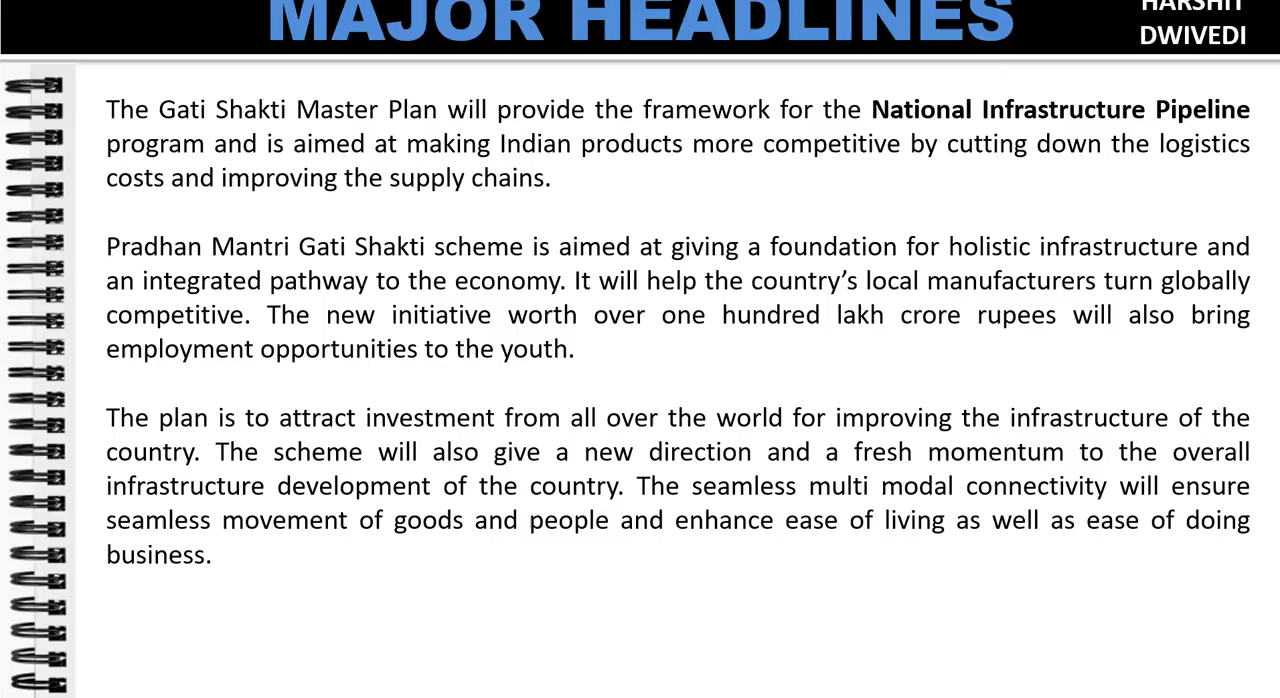 MAJOR HEADLINES
HARSHIT
DWIVEDI
The Gati Shakti Master Plan will provide the framework for the National Infrastructure Pipeline
program and is aimed at making Indian products more competitive by cutting down the logistics
costs and improving the supply chains.
Pradhan Mantri Gati Shakti scheme is aimed at giving a foundation for holistic infrastructure and
an integrated pathway to the economy. It will help the country’s local manufacturers turn globally
competitive. The new initiative worth over one hundred lakh crore rupees will also bring
employment opportunities to the youth.
The plan is to attract investment from all over the world for improving the infrastructure of the
country. The scheme will also give a new direction and a fresh momentum to the overall
infrastructure development of the country. The seamless multi modal connectivity will ensure
seamless movement of goods and people and enhance ease of living as well as ease of doing
business.